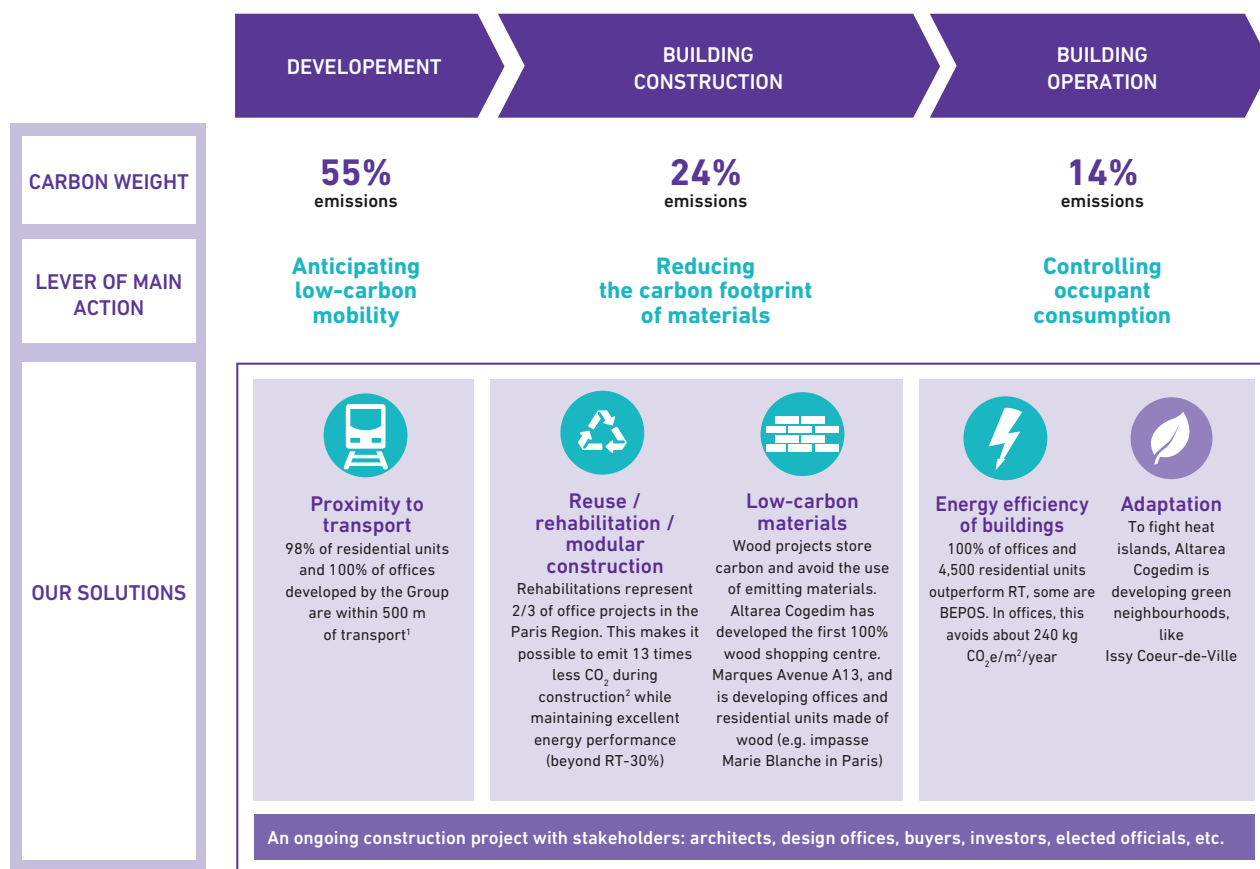 DEVELOPEMENT
BUILDING
CONSTRUCTION
BUILDING
OPERATION
CARBON WEIGHT
55%
emissions
24%
emissions
14%
emissions
LEVER OF MAIN
ACTION
Anticipating
low-carbon
mobility
Reducing
the carbon footprint
of materials
Controlling
occupant
consumption
OUR SOLUTIONS
Proximity to
transport
98% of residential units
and 100% of offices
developed by the Group
are within 500 m
of transport¹
Reuse /
rehabilitation /
modular
construction
Rehabilitations represent
2/3 of office projects in the
Paris Region. This makes it
possible to emit 13 times
less CO₂ during
construction² while
maintaining excellent
energy performance
(beyond RT-30%)
Low-carbon
materials
Wood projects store
carbon and avoid the use
of emitting materials.
Altarea Cogedim has
developed the first 100%
wood shopping centre.
Marques Avenue A13, and
is developing offices and
residential units made of
wood (e.g. impasse
Marie Blanche in Paris)
Energy efficiency
of buildings
100% of offices and
4,500 residential units
outperform RT, some are
BEPOS. In offices, this
avoids about 240 kg
CO₂e/m²/year
Adaptation
To fight heat
islands, Altarea
Cogedim is
developing green
neighbourhoods,
like
Issy Coeur-de-Ville
An ongoing construction project with stakeholders: architects, design offices, buyers, investors, elected officials, etc.